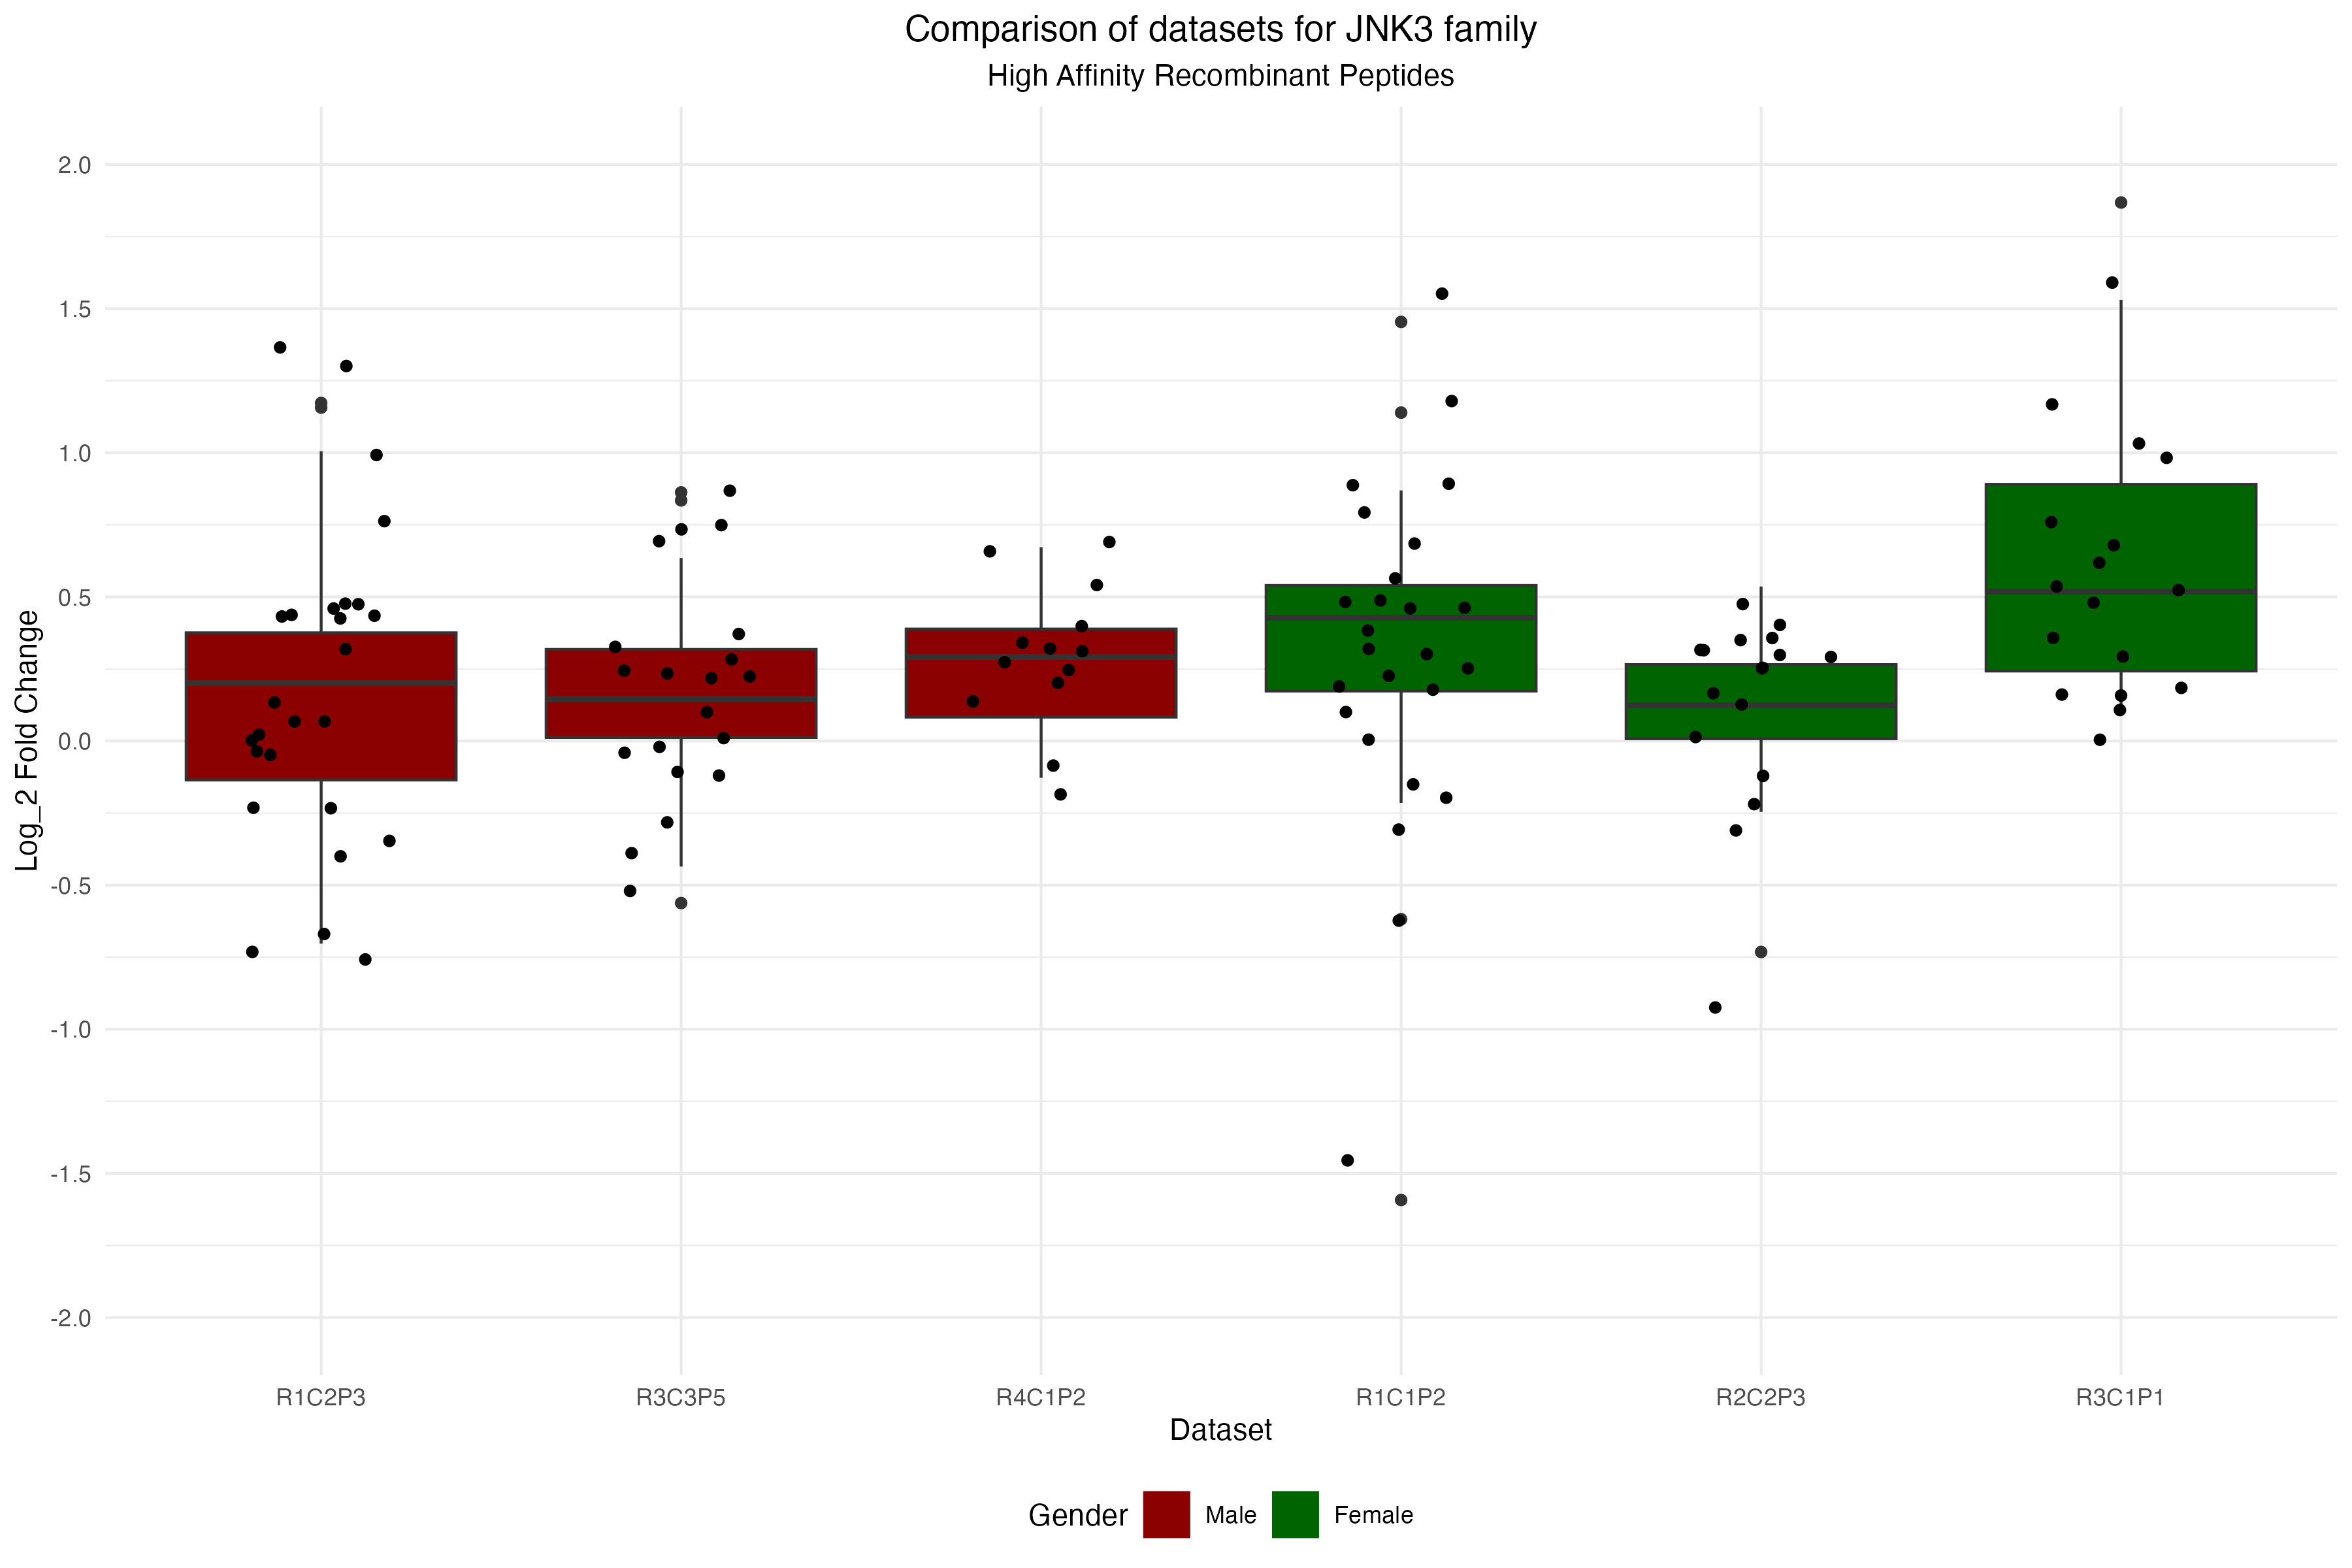 Comparison of datasets for JNK3 family
High Affinity Recombinant Peptides
Log_2 Fold Change
2.0
1.5
1.0
0.5
0.0
-0.5
-1.0
-1.5
-2.0
R1C2P3 R3C3P5 R4C1P2 R1C1P2 R2C2P3 R3C1P1
Dataset
Gender Male Female